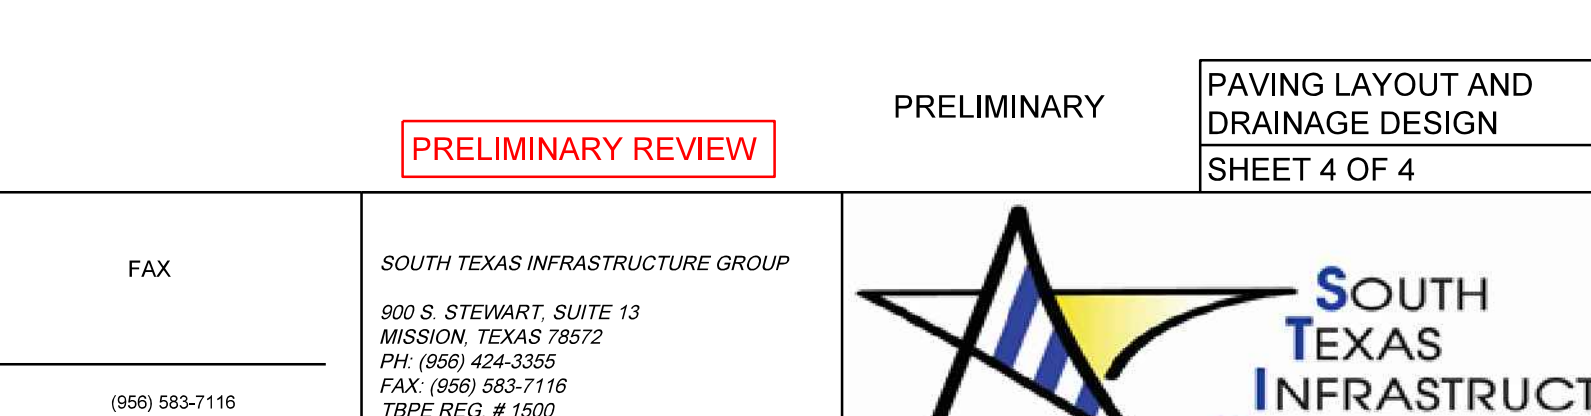 PRELIMINARY
PAVING LAYOUT AND
DRAINAGE DESIGN
PRELIMINARY REVIEW
SHEET 4 OF 4
FAX
(956) 583-7116
SOUTH TEXAS INFRASTRUCTURE GROUP
900 S. STEWART, SUITE 13
MISSION, TEXAS 78572
PH: (956) 424-3355
FAX: (956) 583-7116
TBPE REG. # 1500
SOUTH
TEXAS
INFRASTRUCT